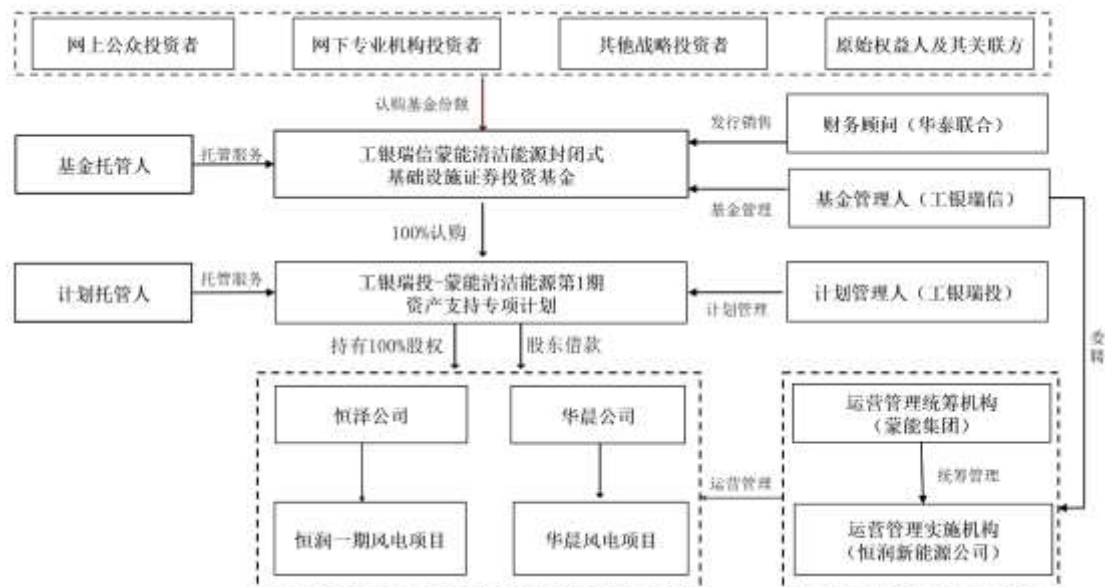 网上公众投资者
网下专业机构投资者
其他战略投资者
原始权益人及其关联方
认购基金份额
发行销售
财务顾问（华泰联合）
基金托管人
托管服务
工银瑞信蒙能清洁能源封闭式
基础设施证券投资基金
基金管理
基金管理人（工银瑞信）
100%认购
计划托管人
托管服务
工银瑞投-蒙能清洁能源第1期
资产支持专项计划
计划管理
计划管理人（工银瑞投）
持有100%股权
股东借款
委聘
恒泽公司
华晨公司
运营管理统筹机构
（蒙能集团）
运营管理
统筹管理
恒润一期风电项目
华晨风电项目
运营管理实施机构
（恒润新能源公司）